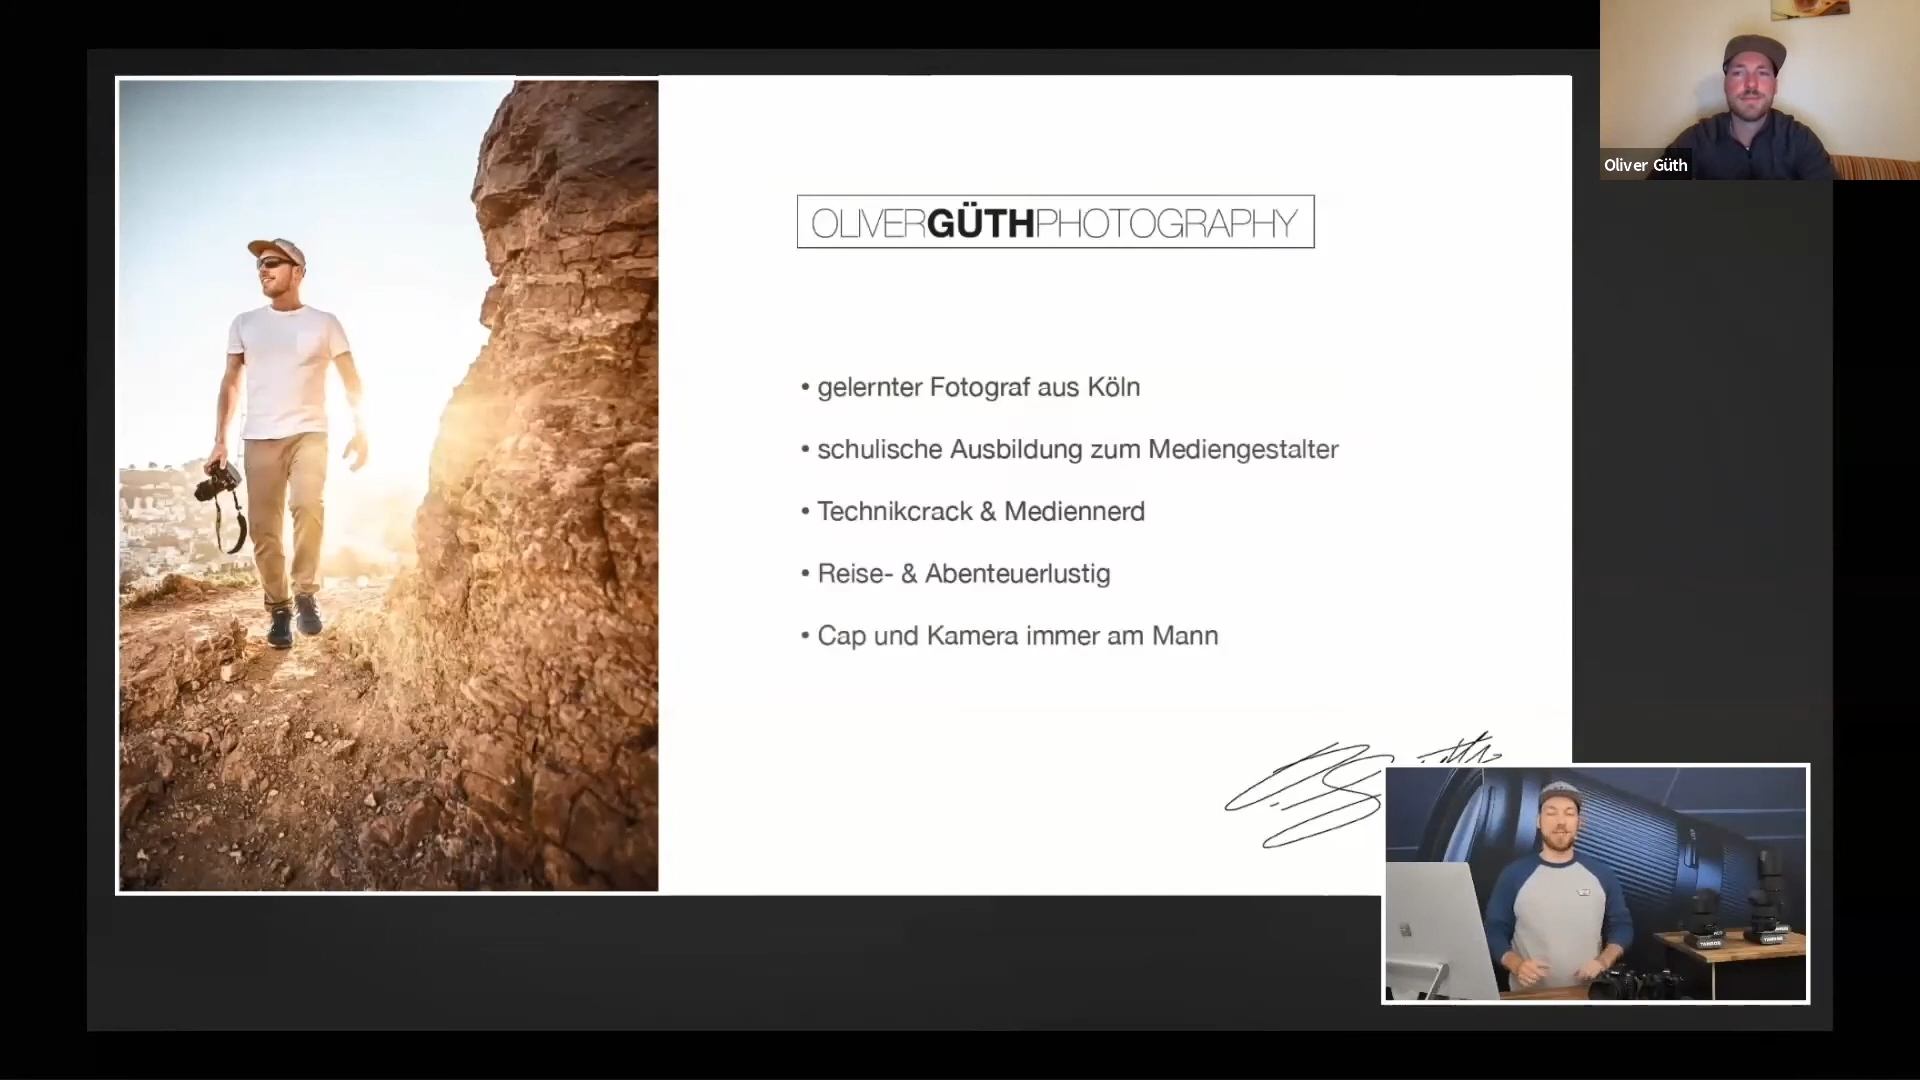 Oliver Güth
OLIVERGÜTHPHOTOGRAPHY
• gelernter Fotograf aus Köln
• schulische Ausbildung zum Mediengestalter
• Technikcrack & Mediennerd
• Reise- & Abenteuerlustig
• Cap und Kamera immer am Mann